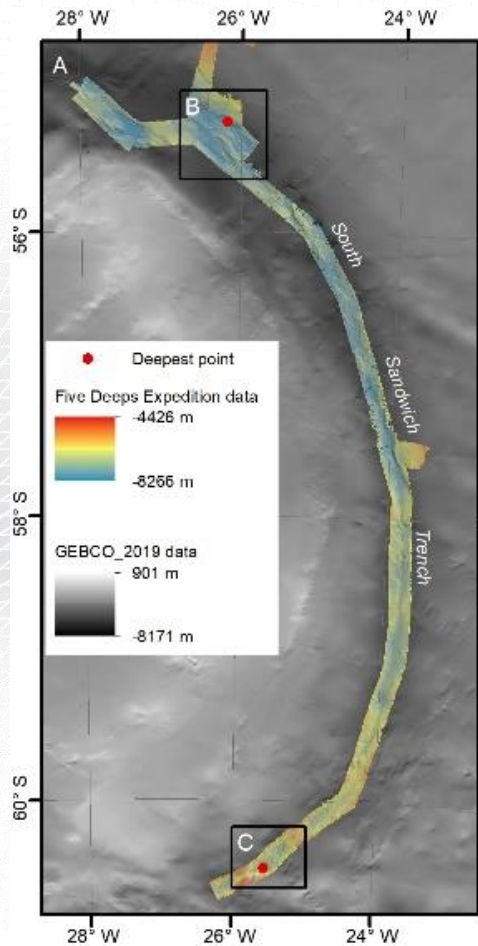 28° W 26° W 24° W
A
B
56° S
South
Deepest point
Sandwich
Five Deeps Expedition data
-4426 m
-8266 m
58° S
Trench
GEBCO_2019 data
901 m
-8171 m
60° S
C
28° W 26° W 24° W